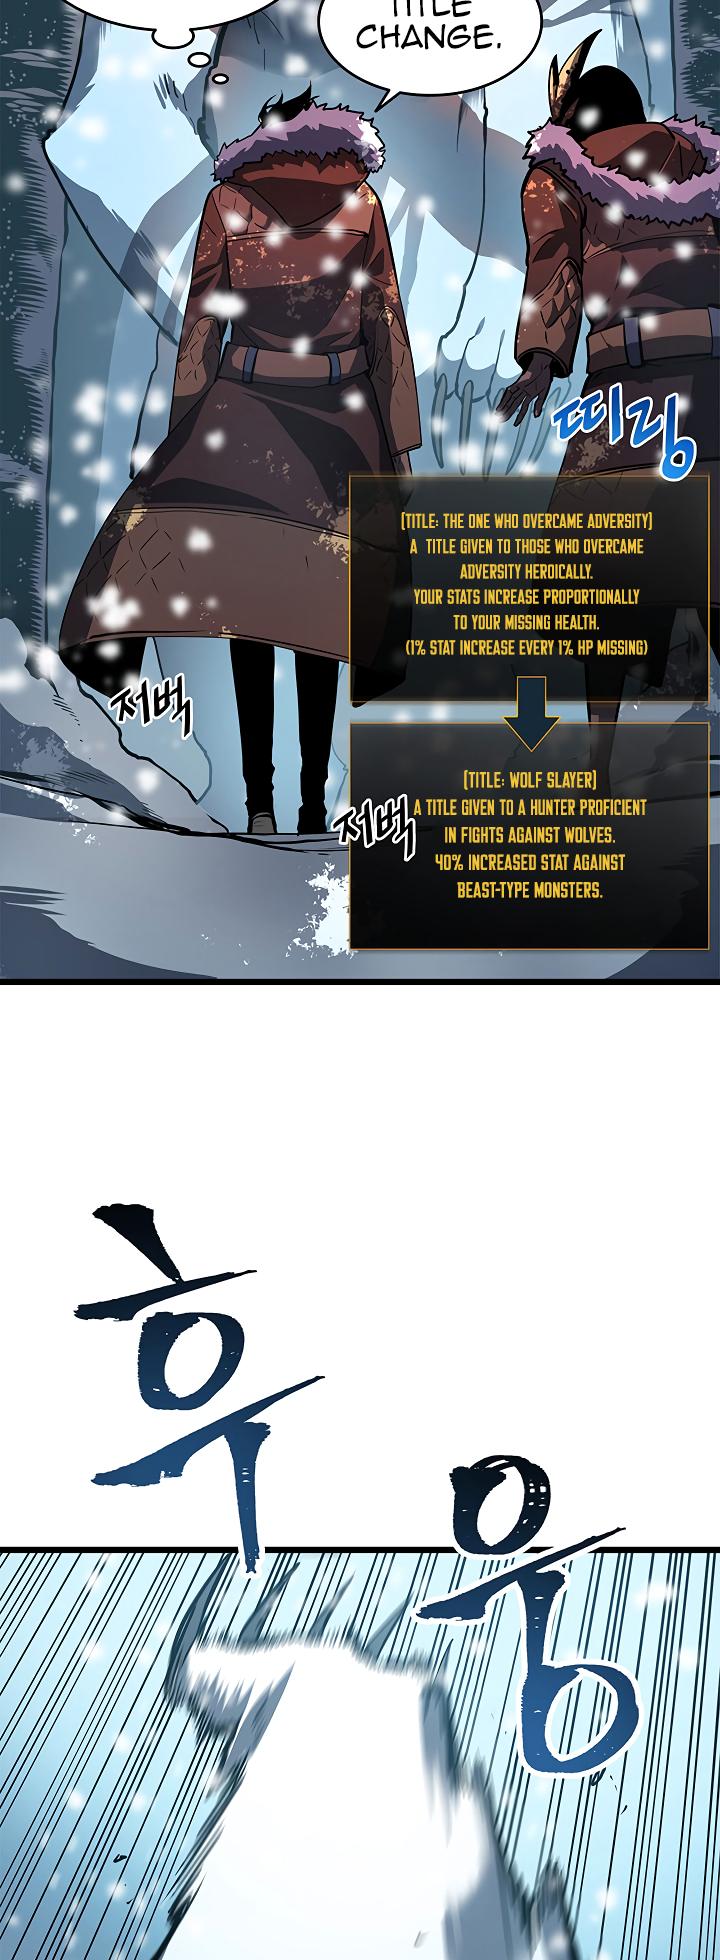 TITLE
CHANGE.
띠링
[TITLE: THE ONE WHO OVERCAME ADVERSITY]
A TITLE GIVEN TO THOSE WHO OVERCAME
ADVERSITY HEROICALLY.
YOUR STATS INCREASE PROPORTIONALLY
TO YOUR MISSING HEALTH.
(1% STAT INCREASE EVERY 1% HP MISSING)
저벅
[TITLE: WOLF SLAYER]
저벅
A TITLE GIVEN TO A HUNTER PROFICIENT
IN FIGHTS AGAINST WOLVES.
40% INCREASED STAT AGAINST
BEAST-TYPE MONSTERS.
후
웅